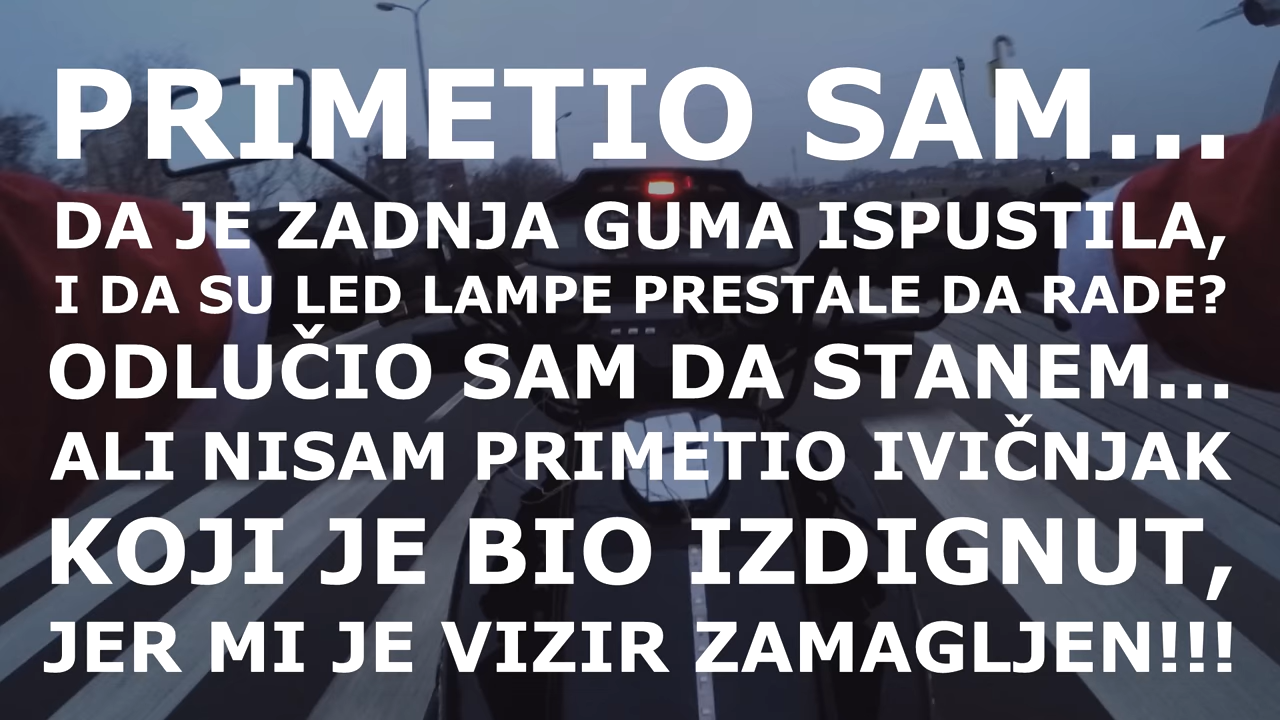 PRIMETIO SAM...
DA JE ZADNJA GUMA ISPUSTILA,
I DA SU LED LAMPE PRESTALE DA RADE?
ODLUČIO SAM DA STANEM...
ALI NISAM PRIMETIO IVIČNJAK
KOJI JE BIO IZDIGNUT,
JER MI JE VIZIR ZAMAGLJEN!!!